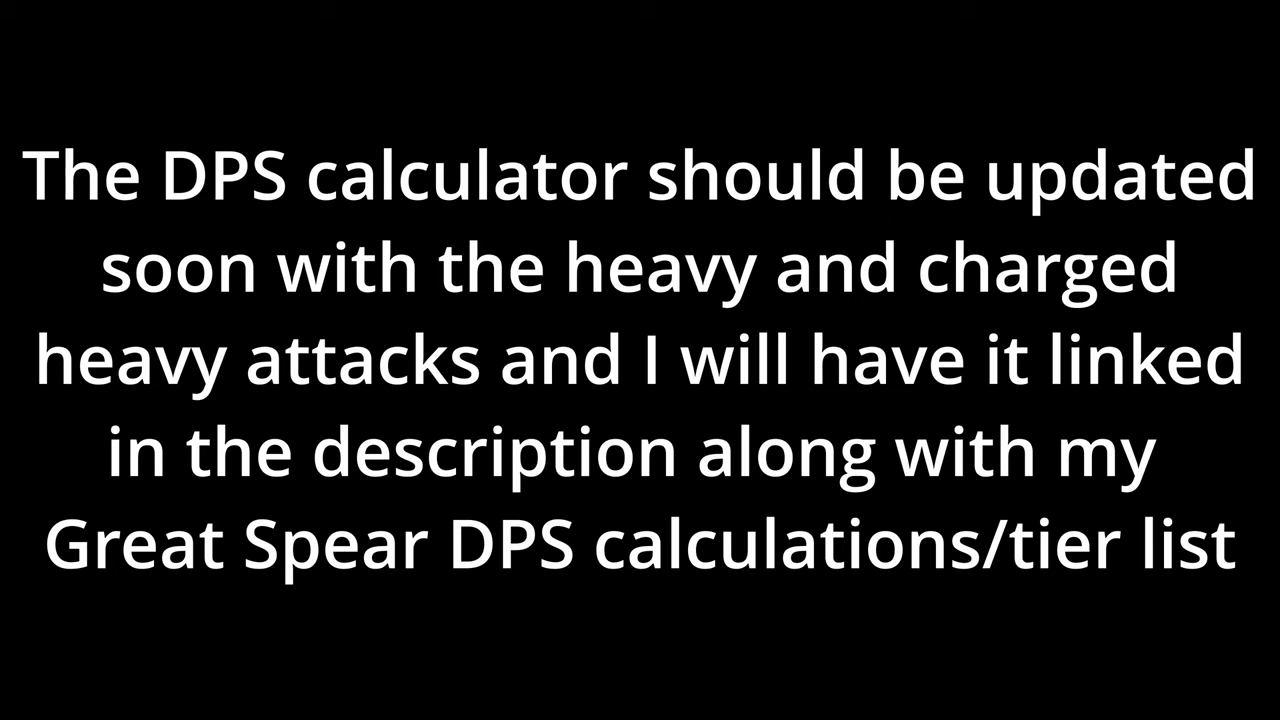 The DPS calculator should be updated
soon with the heavy and charged
heavy attacks and I will have it linked
in the description along with my
Great Spear DPS calculations/tier list